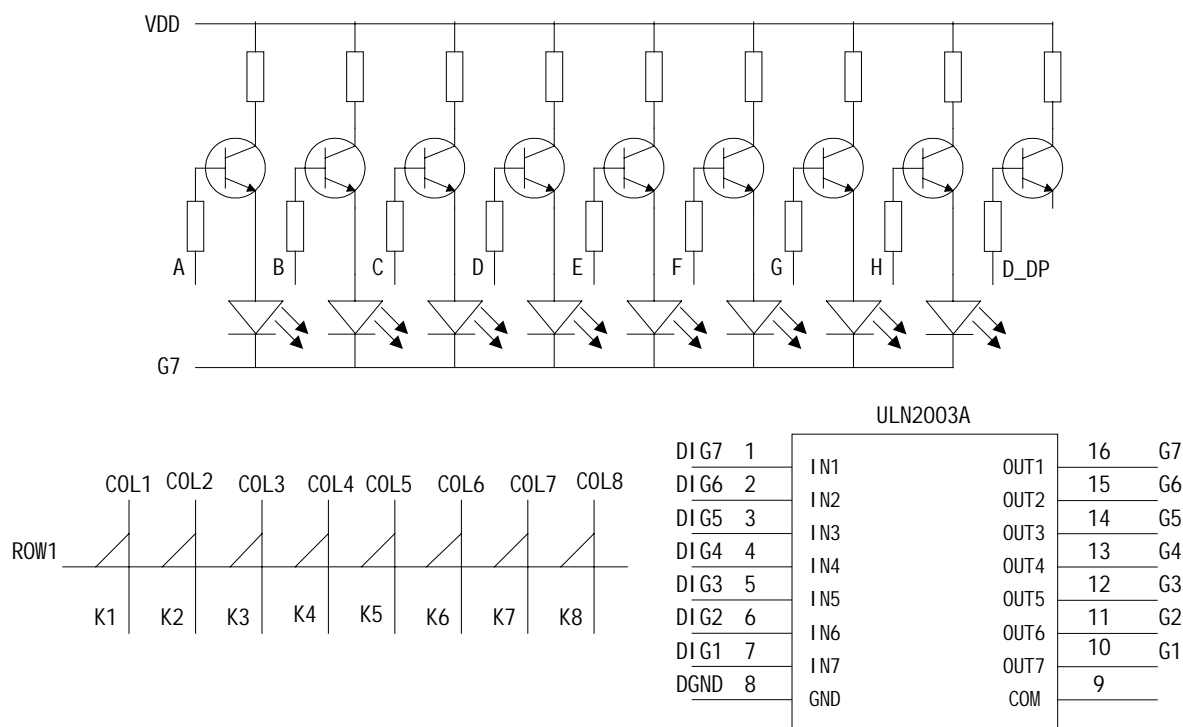 VDD
A B C D E F G H D_DP
G7
ULN2003A
COL1 COL2 COL3 COL4 COL5 COL6 COL7 COL8
ROW1
K1 K2 K3 K4 K5 K6 K7 K8
DIG7 1 IN1 OUT1 16 G7
DIG6 2 IN2 OUT2 15 G6
DIG5 3 IN3 OUT3 14 G5
DIG4 4 IN4 OUT4 13 G4
DIG3 5 IN5 OUT5 12 G3
DIG2 6 IN6 OUT6 11 G2
DIG1 7 IN7 OUT7 10 G1
DGND 8 GND COM 9